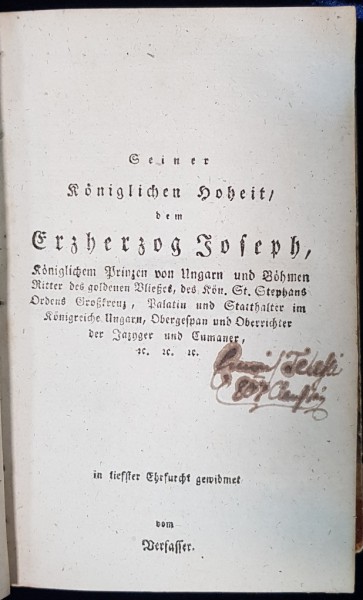 Seiner
Königlichen Hoheit/
dem
Erzherzog Joseph,
Königlichem Prinzen von Ungarn und Böhmen
Ritter des goldenen Vließes, des Kön. St. Stephans
Ordens Großkreuz, Palatin und Statthalter im
Königreiche Ungarn, Obergespan und Oberrichter
der Jazyger und Cumaner,
ꝛc. ꝛc. ꝛc.
in tiefster Ehrfurcht gewidmet
vom
Verfasser.